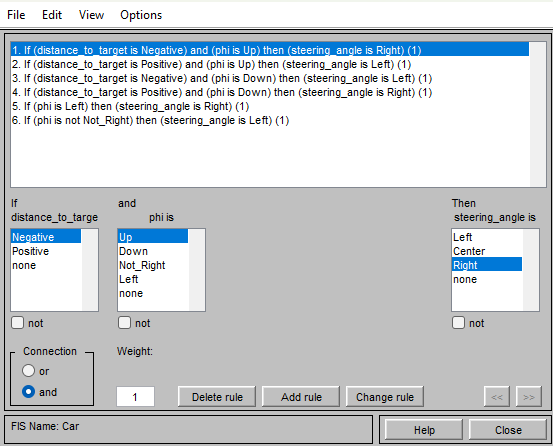 File Edit View Options
1. If (distance_to_target is Negative) and (phi is Up) then (steering_angle is Right) (1)
2. If (distance_to_target is Positive) and (phi is Up) then (steering_angle is Left) (1)
3. If (distance_to_target is Negative) and (phi is Down) then (steering_angle is Left) (1)
4. If (distance_to_target is Positive) and (phi is Down) then (steering_angle is Right) (1)
5. If (phi is Left) then (steering_angle is Right) (1)
6. If (phi is not Not_Right) then (steering_angle is Left) (1)
If and Then
distance_to_targe phi is steering_angle is
Negative Up Left
Positive Down Center
none Not_Right Right
Left none
none
not not not
Connection Weight:
or
and 1 Delete rule Add rule Change rule << >>
FIS Name: Car Help Close